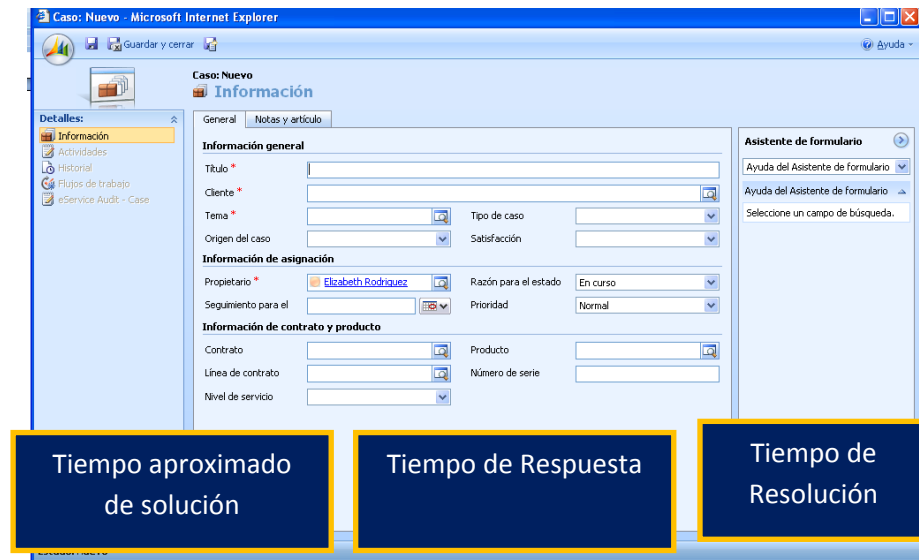 Caso: Nuevo - Microsoft Internet Explorer
Guardar y cerrar
Ayuda
Caso: Nuevo
Información
Detalles:
Información
Actividades
Historial
Flujos de trabajo
eService Audit - Case
General Notas y artículo
Información general
Título *
Cliente *
Tema * Tipo de caso
Origen del caso Satisfacción
Información de asignación
Propietario * Elizabeth Rodriguez Razón para el estado En curso
Seguimiento para el Prioridad Normal
Información de contrato y producto
Contrato Producto
Línea de contrato Número de serie
Nivel de servicio
Asistente de formulario
Ayuda del Asistente de formulario
Ayuda del Asistente de formulario
Seleccione un campo de búsqueda.
Tiempo aproximado
de solución
Tiempo de Respuesta
Tiempo de
Resolución